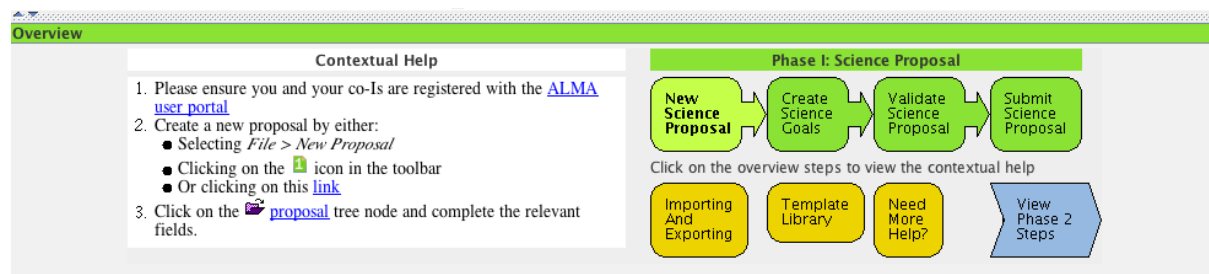 Overview
Contextual Help
1. Please ensure you and your co-Is are registered with the ALMA
user portal
2. Create a new proposal by either:
● Selecting File > New Proposal
● Clicking on the 1 icon in the toolbar
● Or clicking on this link
3. Click on the proposal tree node and complete the relevant
fields.
Phase I: Science Proposal
New
Science
Proposal
Create
Science
Goals
Validate
Science
Proposal
Submit
Science
Proposal
Click on the overview steps to view the contextual help
Importing
And
Exporting
Template
Library
Need
More
Help?
View
Phase 2
Steps